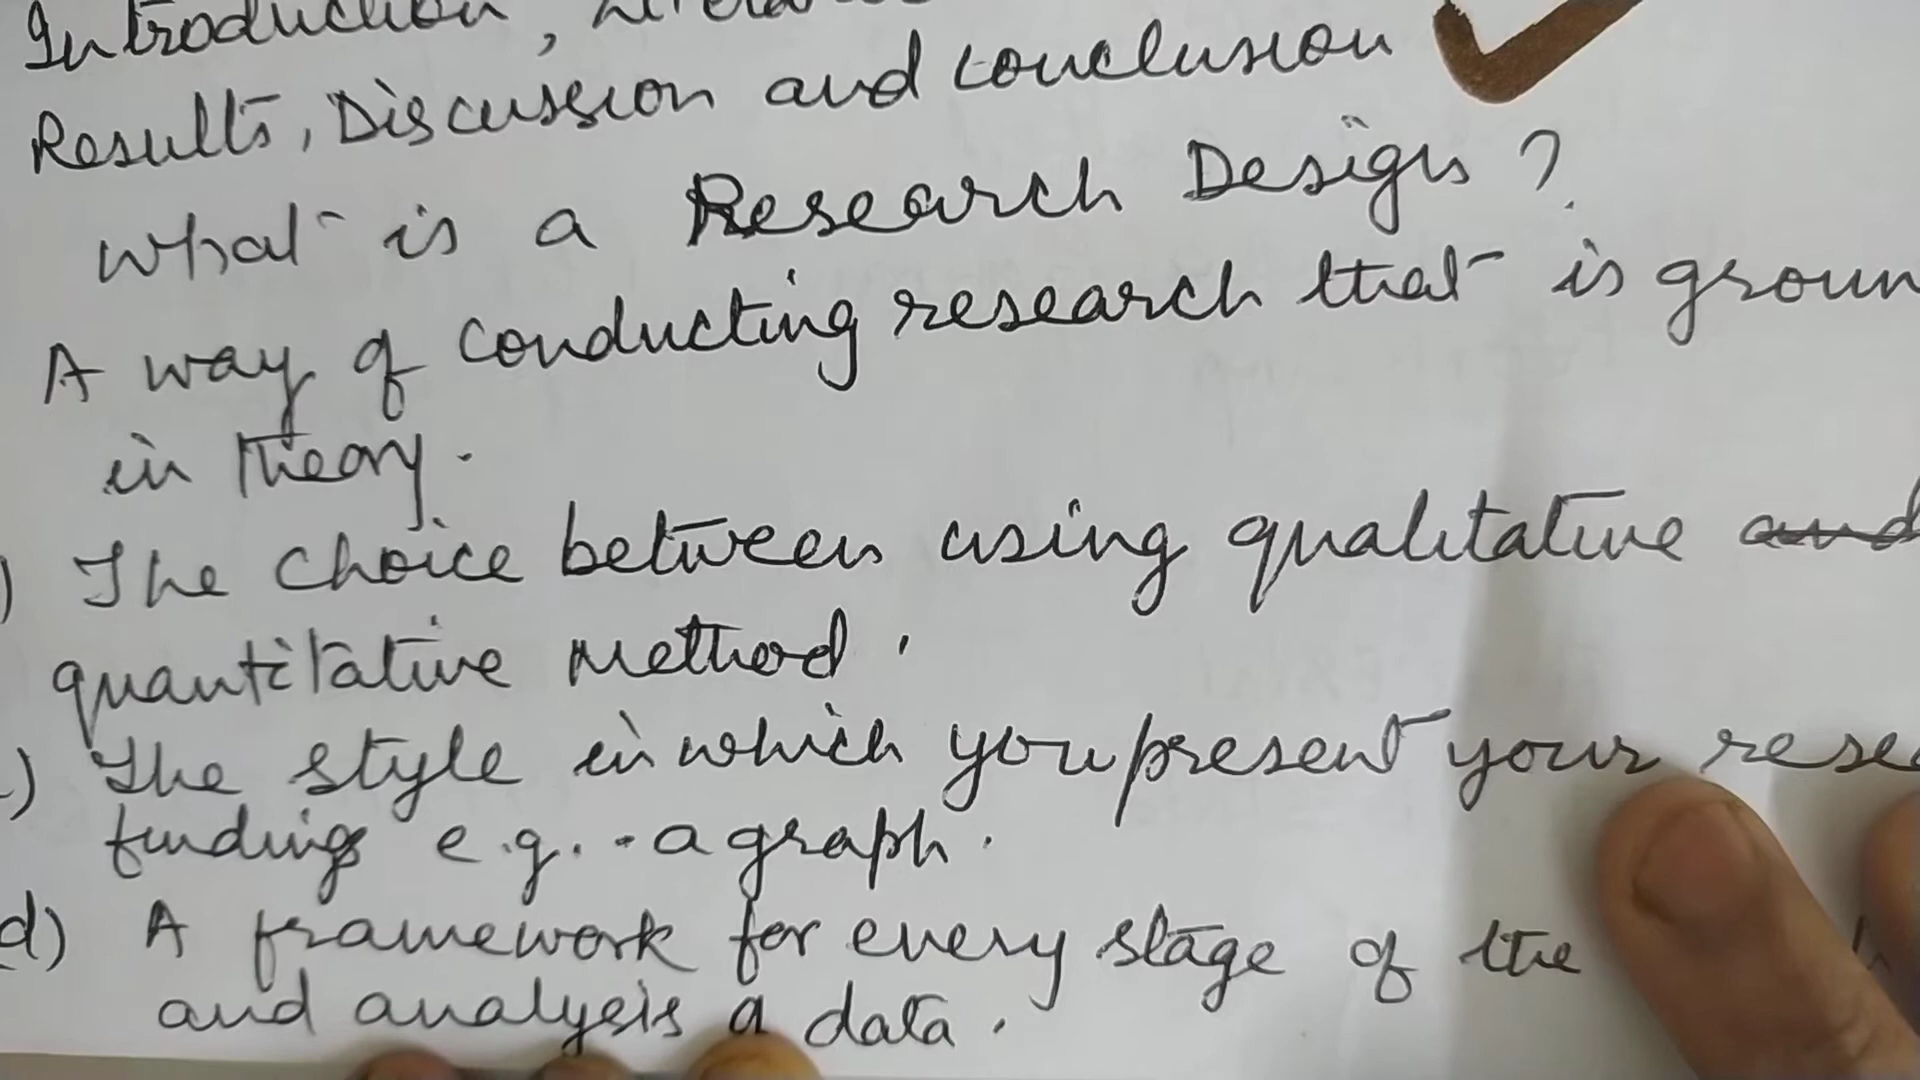 Introduction,
Results, Discussion and conclusion
What is a Research Design?
A way of conducting research that is groun
in theory.
) The choice between using qualitative and
quantitative method.
.) The style in which you present your rese
findings e.g. - a graph.
d) A framework for every stage of the
and analysis a data.